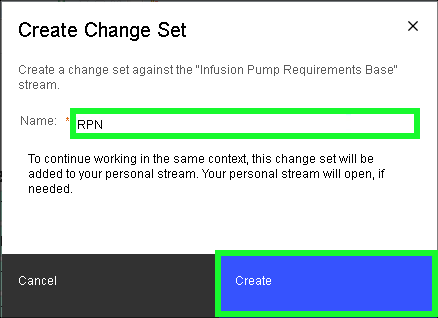 Create Change Set
Create a change set against the "Infusion Pump Requirements Base"
stream.
Name: * RPN
To continue working in the same context, this change set will be
added to your personal stream. Your personal stream will open, if
needed.
Cancel Create